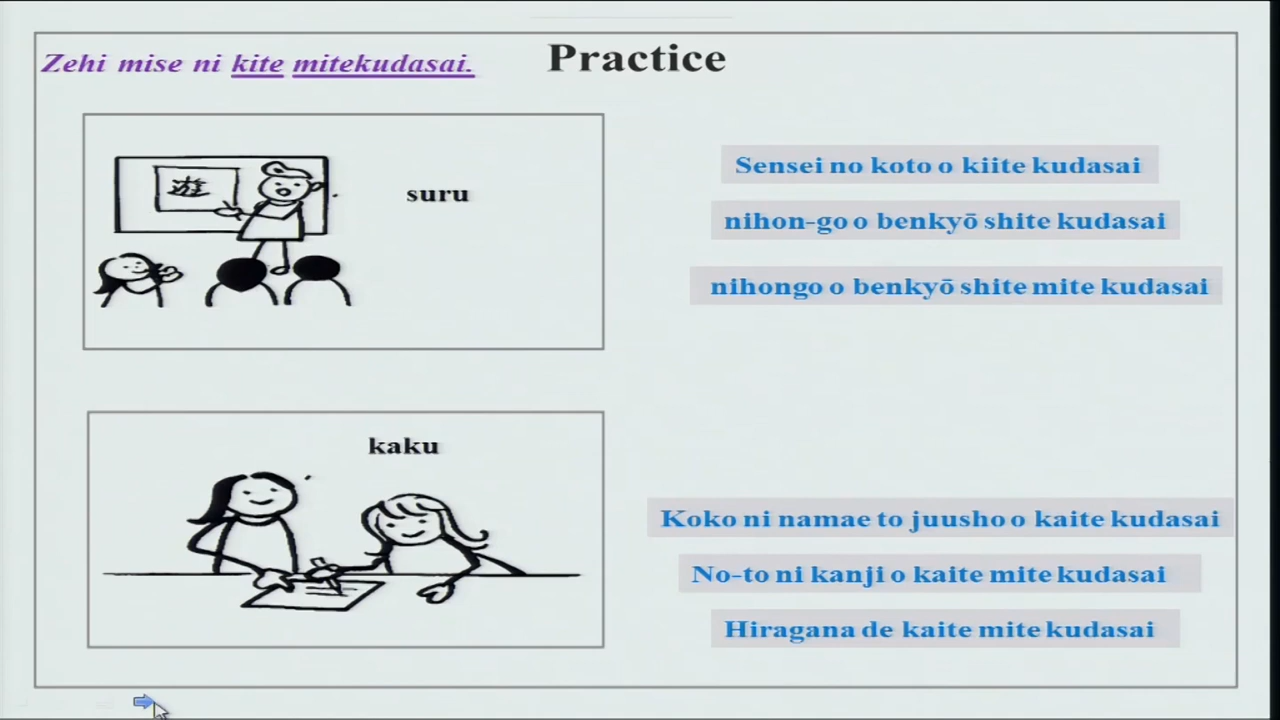 Zehi mise ni kite mitekudasai.
Practice
遊
suru
Sensei no koto o kiite kudasai
nihon-go o benkyō shite kudasai
nihongo o benkyō shite mite kudasai
kaku
Koko ni namae to juusho o kaite kudasai
No-to ni kanji o kaite mite kudasai
Hiragana de kaite mite kudasai